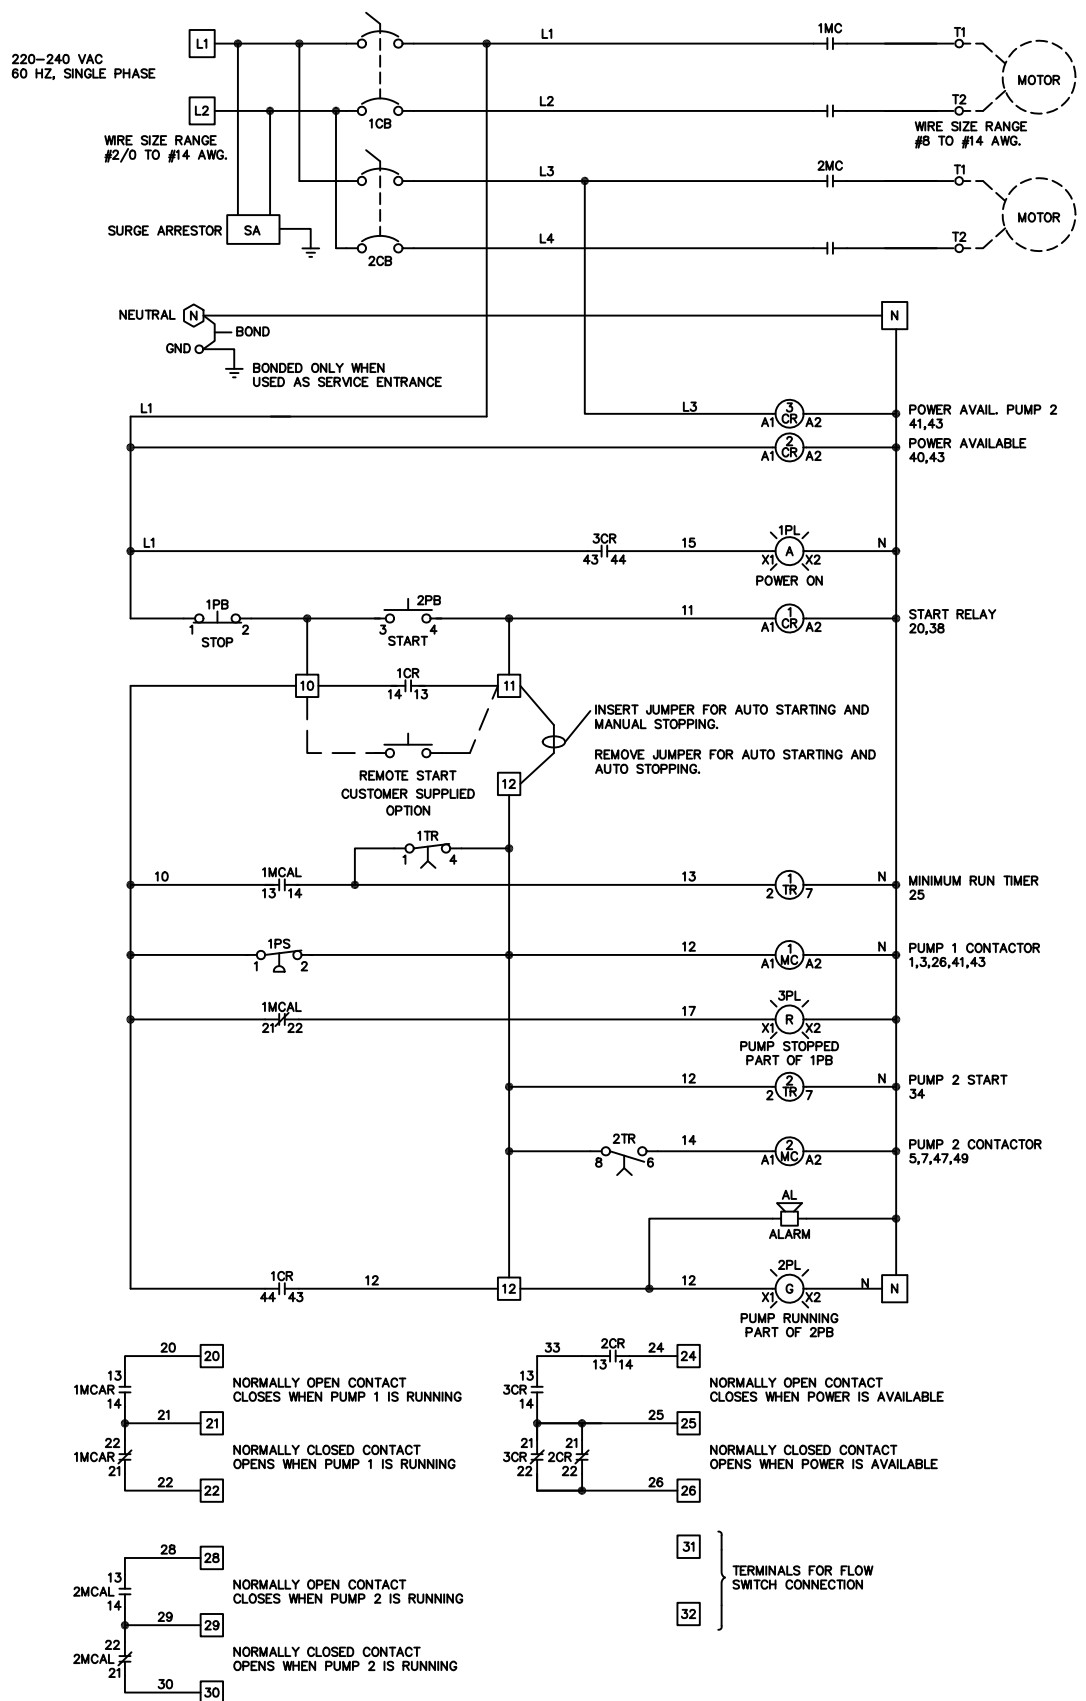 L1
L1
1MC
T1
220-240 VAC
60 HZ, SINGLE PHASE
MOTOR
L2
L2
T2
1CB
WIRE SIZE RANGE
#2/0 TO #14 AWG.
WIRE SIZE RANGE
#8 TO #14 AWG.
L3
2MC
T1
SURGE ARRESTOR
SA
MOTOR
L4
T2
2CB
NEUTRAL
N
N
BOND
GND
BONDED ONLY WHEN
USED AS SERVICE ENTRANCE
L1
L3
3
CR
A1
A2
POWER AVAIL. PUMP 2
41,43
2
CR
A1
A2
POWER AVAILABLE
40,43
L1
3CR
43
44
15
1PL
A
X1
X2
N
POWER ON
1PB
1
2
STOP
2PB
3
4
START
11
1
CR
A1
A2
START RELAY
20,38
10
1CR
14
13
11
INSERT JUMPER FOR AUTO STARTING AND
MANUAL STOPPING.
REMOVE JUMPER FOR AUTO STARTING AND
AUTO STOPPING.
REMOTE START
CUSTOMER SUPPLIED
OPTION
12
1TR
1
4
10
1MCAL
13
14
13
1
TR
2
7
N
MINIMUM RUN TIMER
25
1PS
1
2
12
1
MC
A1
A2
N
PUMP 1 CONTACTOR
1,3,26,41,43
1MCAL
21
22
17
3PL
R
X1
X2
PUMP STOPPED
PART OF 1PB
12
2
TR
2
7
N
PUMP 2 START
34
2TR
8
6
14
2
MC
A1
A2
PUMP 2 CONTACTOR
5,7,47,49
AL
ALARM
1CR
44
43
12
12
12
2PL
G
X1
X2
N
N
PUMP RUNNING
PART OF 2PB
20
20
13
1MCAR
14
NORMALLY OPEN CONTACT
CLOSES WHEN PUMP 1 IS RUNNING
21
21
22
1MCAR
21
NORMALLY CLOSED CONTACT
OPENS WHEN PUMP 1 IS RUNNING
22
22
33
2CR
13
14
24
24
13
3CR
14
NORMALLY OPEN CONTACT
CLOSES WHEN POWER IS AVAILABLE
25
25
21
3CR
22
21
2CR
22
NORMALLY CLOSED CONTACT
OPENS WHEN POWER IS AVAILABLE
26
26
28
28
13
2MCAL
14
NORMALLY OPEN CONTACT
CLOSES WHEN PUMP 2 IS RUNNING
29
29
22
2MCAL
21
NORMALLY CLOSED CONTACT
OPENS WHEN PUMP 2 IS RUNNING
30
30
31
TERMINALS FOR FLOW
SWITCH CONNECTION
32